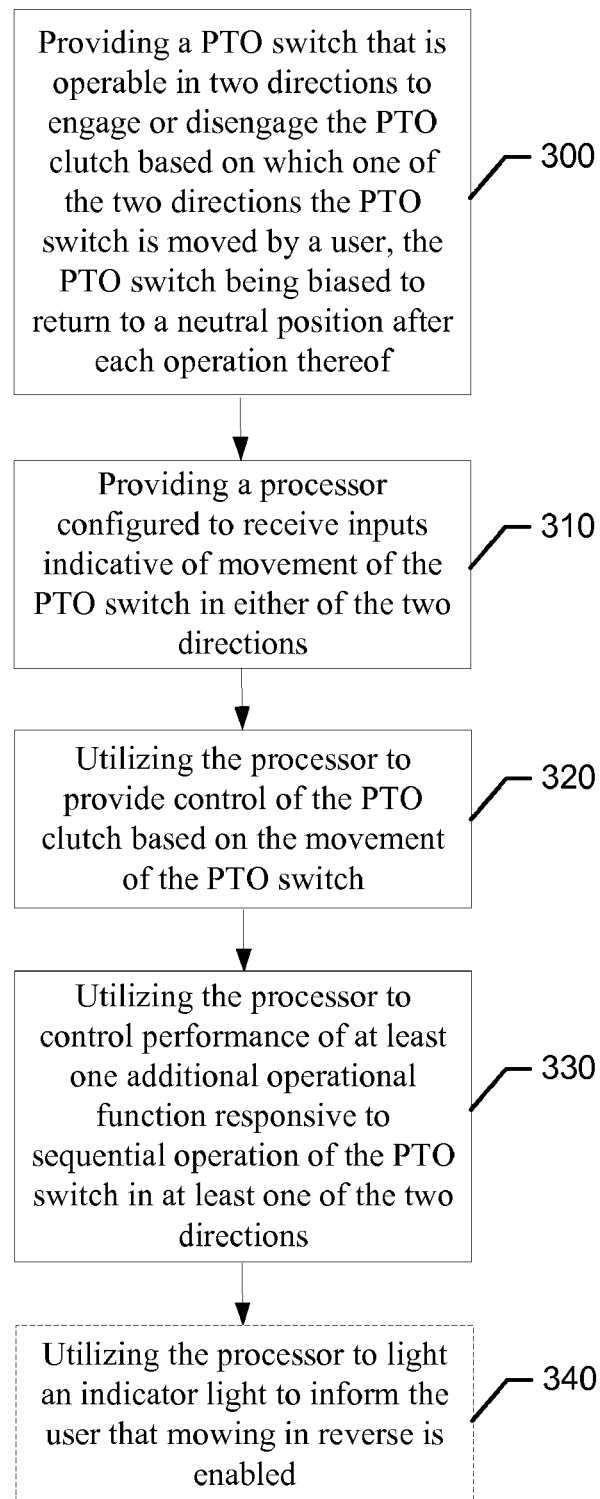 Providing a PTO switch that is
operable in two directions to
engage or disengage the PTO
clutch based on which one of
the two directions the PTO
switch is moved by a user, the
PTO switch being biased to
return to a neutral position after
each operation thereof
300
Providing a processor
configured to receive inputs
indicative of movement of the
PTO switch in either of the two
directions
310
Utilizing the processor to
provide control of the PTO
clutch based on the movement
of the PTO switch
320
Utilizing the processor to
control performance of at least
one additional operational
function responsive to
sequential operation of the PTO
switch in at least one of the two
directions
330
Utilizing the processor to light
an indicator light to inform the
user that mowing in reverse is
enabled
340